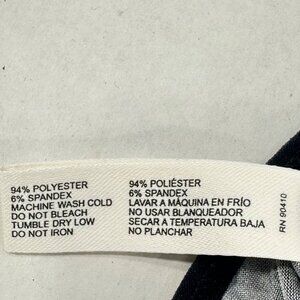 94% POLYESTER
6% SPANDEX
MACHINE WASH COLD
DO NOT BLEACH
TUMBLE DRY LOW
DO NOT IRON
94% POLIÉSTER
6% SPANDEX
LAVAR A MÁQUINA EN FRÍO
NO USAR BLANQUEADOR
SECAR A TEMPERATURA BAJA
NO PLANCHAR
RN 90410